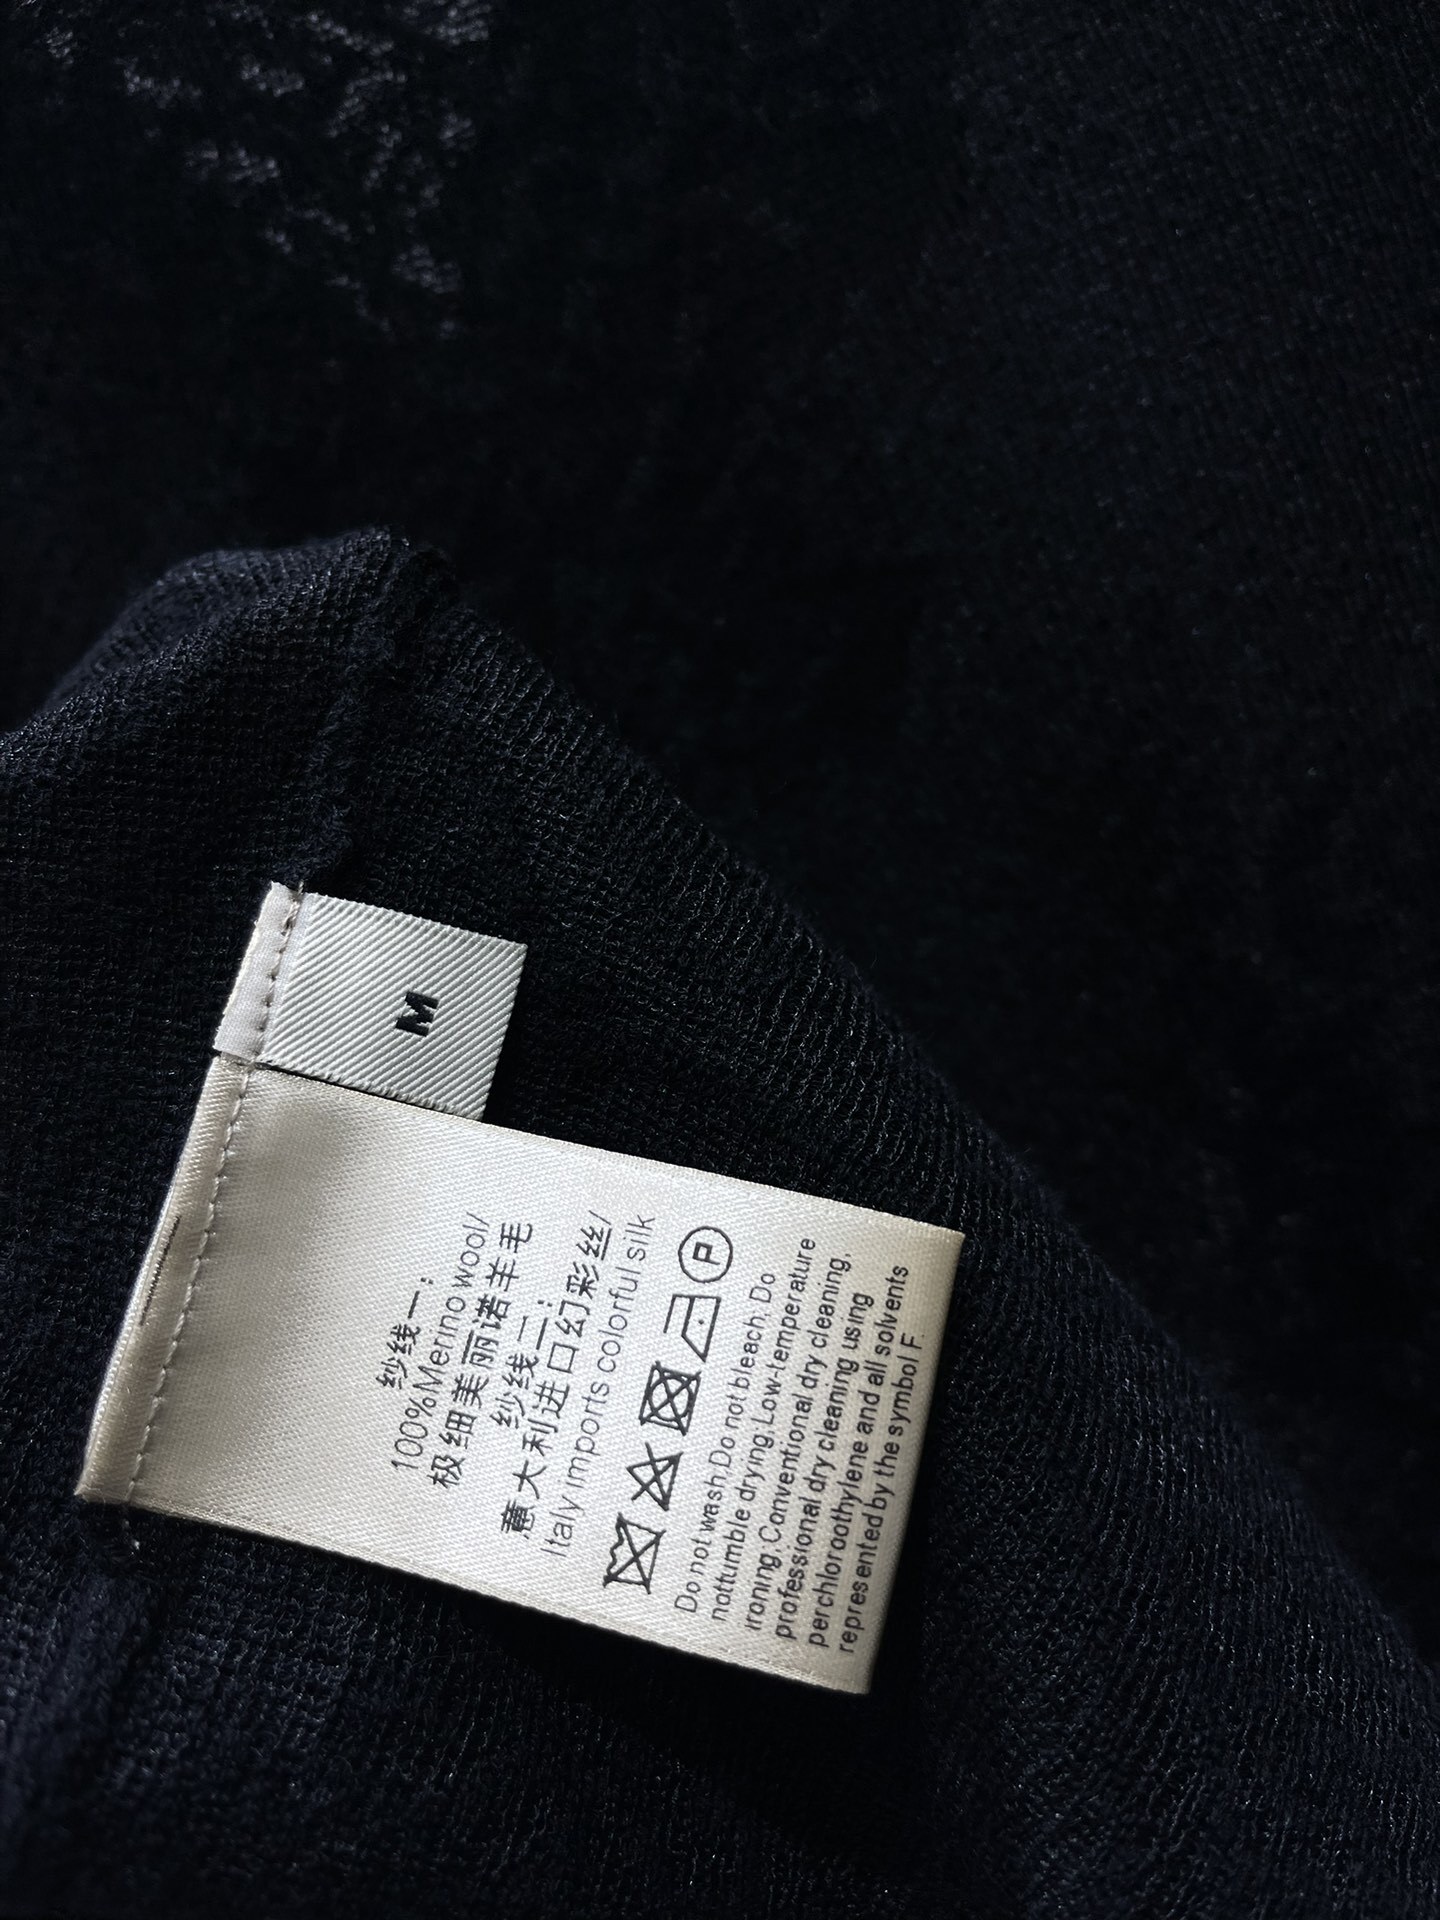 M
纱线一：
100%Merino wool/
极细美丽诺羊毛
纱线二：
意大利进口幻彩丝/
Italy imports colorful silk
P
Do not wash.Do not bleach. Do
nottumble drying.Low-temperature
ironing.Conventional dry cleaning,
professional dry cleaning using
perchloroothylene and all solvents
represented by the symbol F.